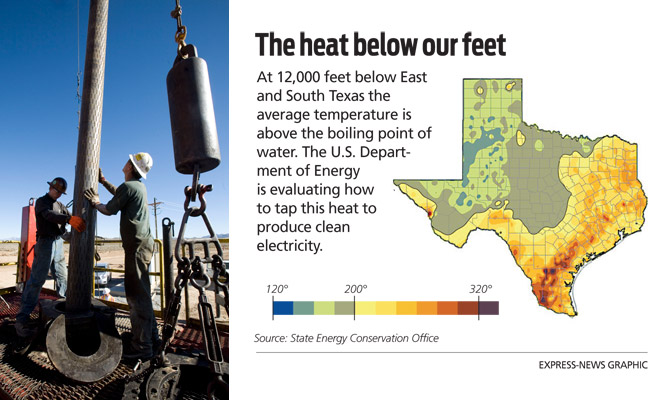 The heat below our feet
At 12,000 feet below East
and South Texas the
average temperature is
above the boiling point of
water. The U.S. Depart-
ment of Energy
is evaluating how
to tap this heat to
produce clean
electricity.
120° 200° 320°
Source: State Energy Conservation Office
EXPRESS-NEWS GRAPHIC